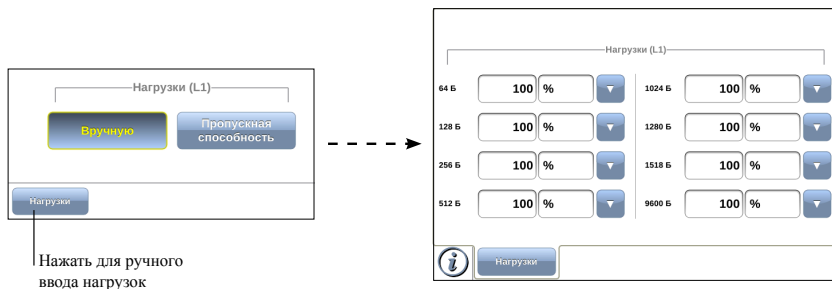 Нагрузки (L1)
Вручную
Пропускная
способность
Нагрузки
Нажать для ручного
ввода нагрузок
Нагрузки (L1)
64 Б 100 % 1024 Б 100 %
128 Б 100 % 1280 Б 100 %
256 Б 100 % 1518 Б 100 %
512 Б 100 % 9600 Б 100 %
i Нагрузки